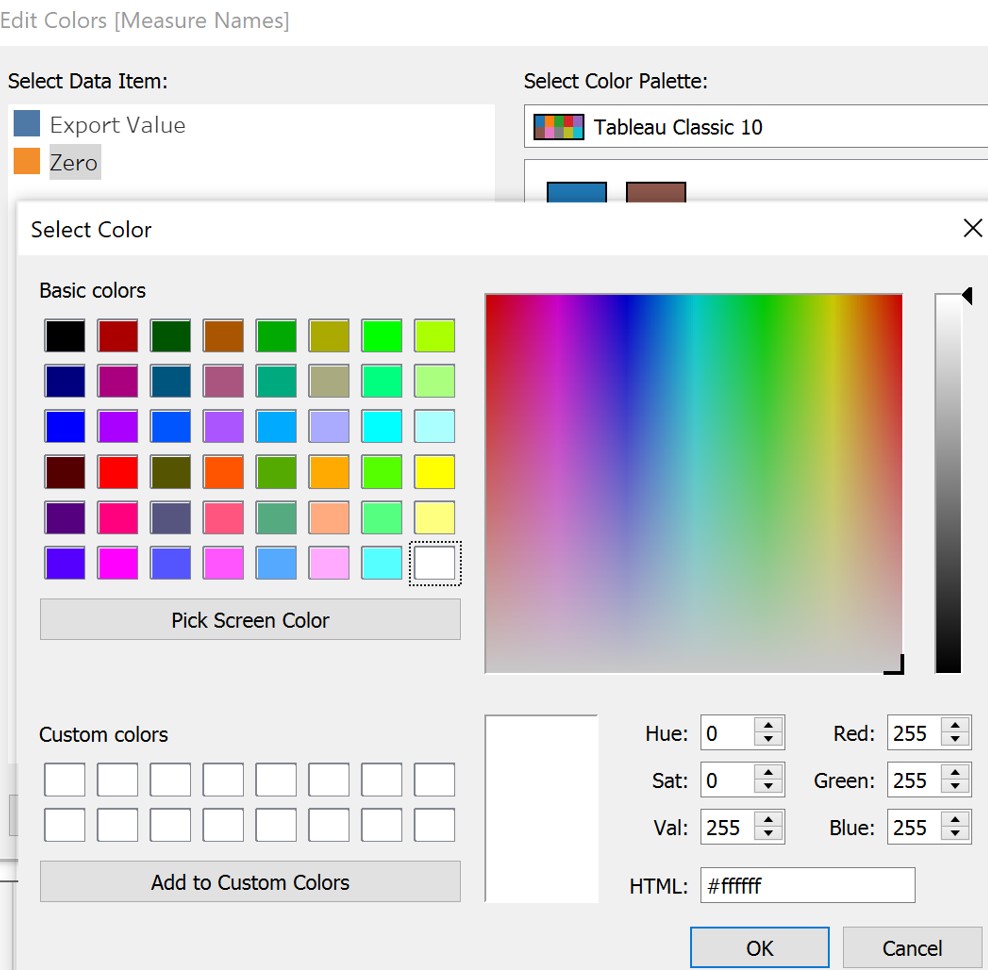 Edit Colors [Measure Names]
Select Data Item:
Select Color Palette:
Export Value
Tableau Classic 10
Zero
Select Color
Basic colors
Pick Screen Color
Custom colors
Hue: 0
Red: 255
Sat: 0
Green: 255
Val: 255
Blue: 255
Add to Custom Colors
HTML: #ffffff
OK
Cancel